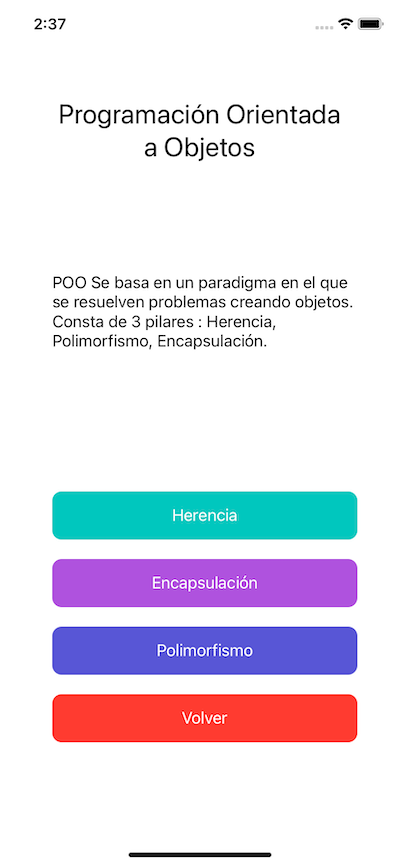 2:37
Programación Orientada
a Objetos
POO Se basa en un paradigma en el que
se resuelven problemas creando objetos.
Consta de 3 pilares : Herencia,
Polimorfismo, Encapsulación.
Herencia
Encapsulación
Polimorfismo
Volver